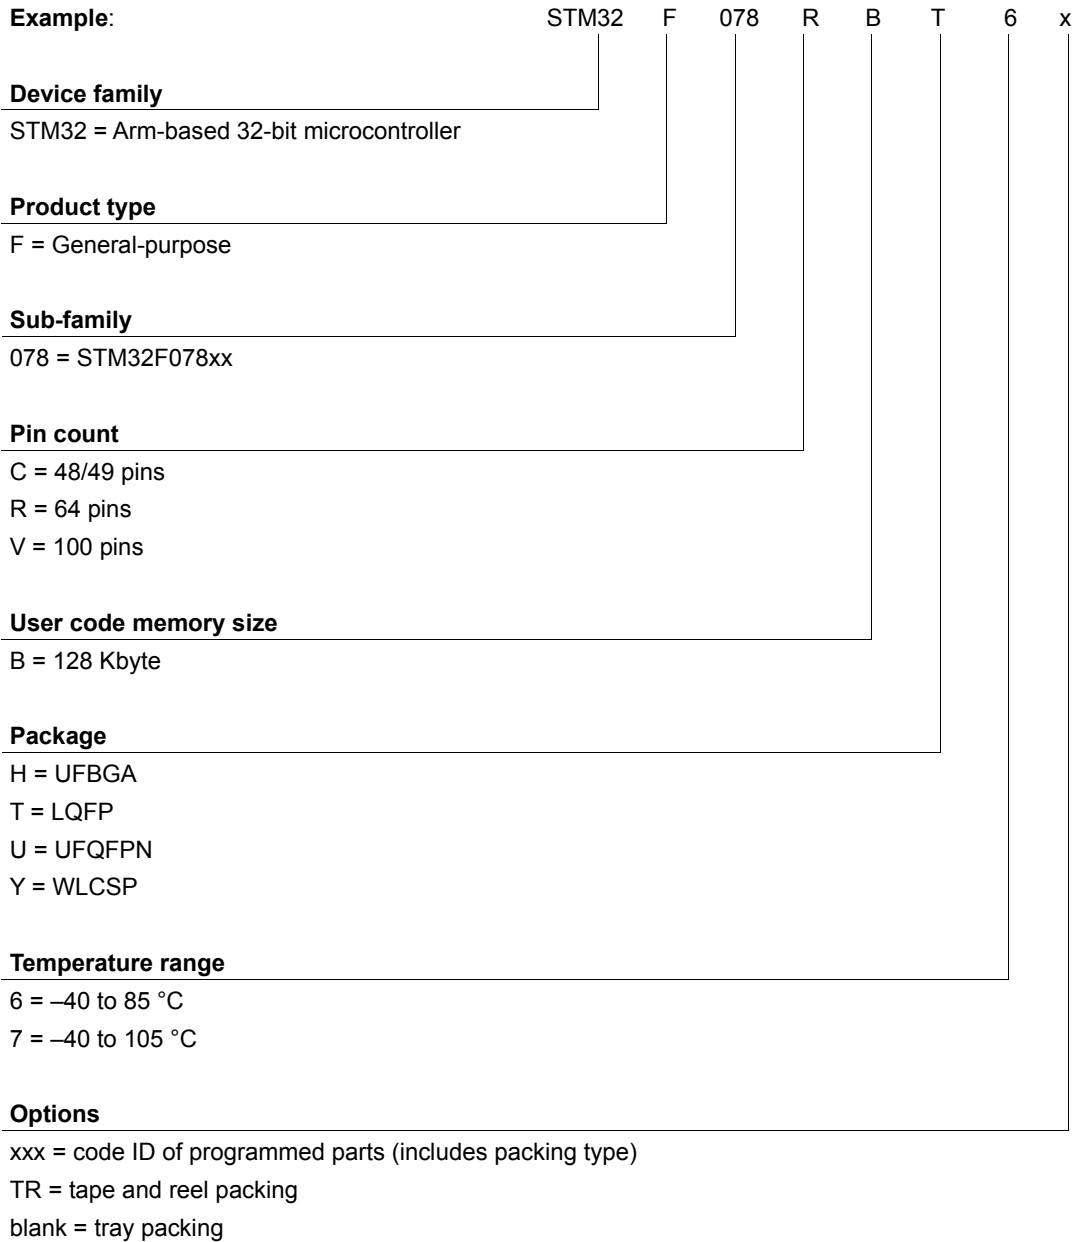 Example: STM32 F 078 R B T 6 x
Device family
STM32 = Arm-based 32-bit microcontroller
Product type
F = General-purpose
Sub-family
078 = STM32F078xx
Pin count
C = 48/49 pins
R = 64 pins
V = 100 pins
User code memory size
B = 128 Kbyte
Package
H = UFBGA
T = LQFP
U = UFQFPN
Y = WLCSP
Temperature range
6 = –40 to 85 °C
7 = –40 to 105 °C
Options
xxx = code ID of programmed parts (includes packing type)
TR = tape and reel packing
blank = tray packing